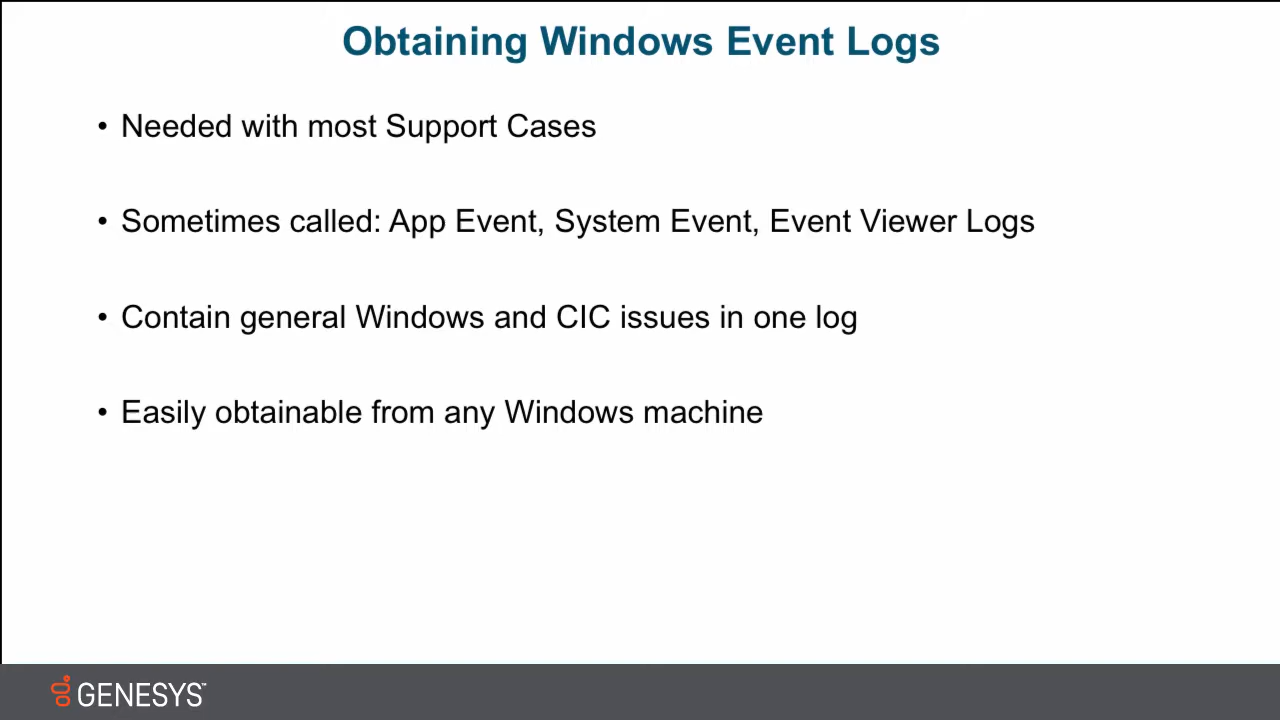 Obtaining Windows Event Logs
• Needed with most Support Cases
• Sometimes called: App Event, System Event, Event Viewer Logs
• Contain general Windows and CIC issues in one log
• Easily obtainable from any Windows machine
GENESYS™